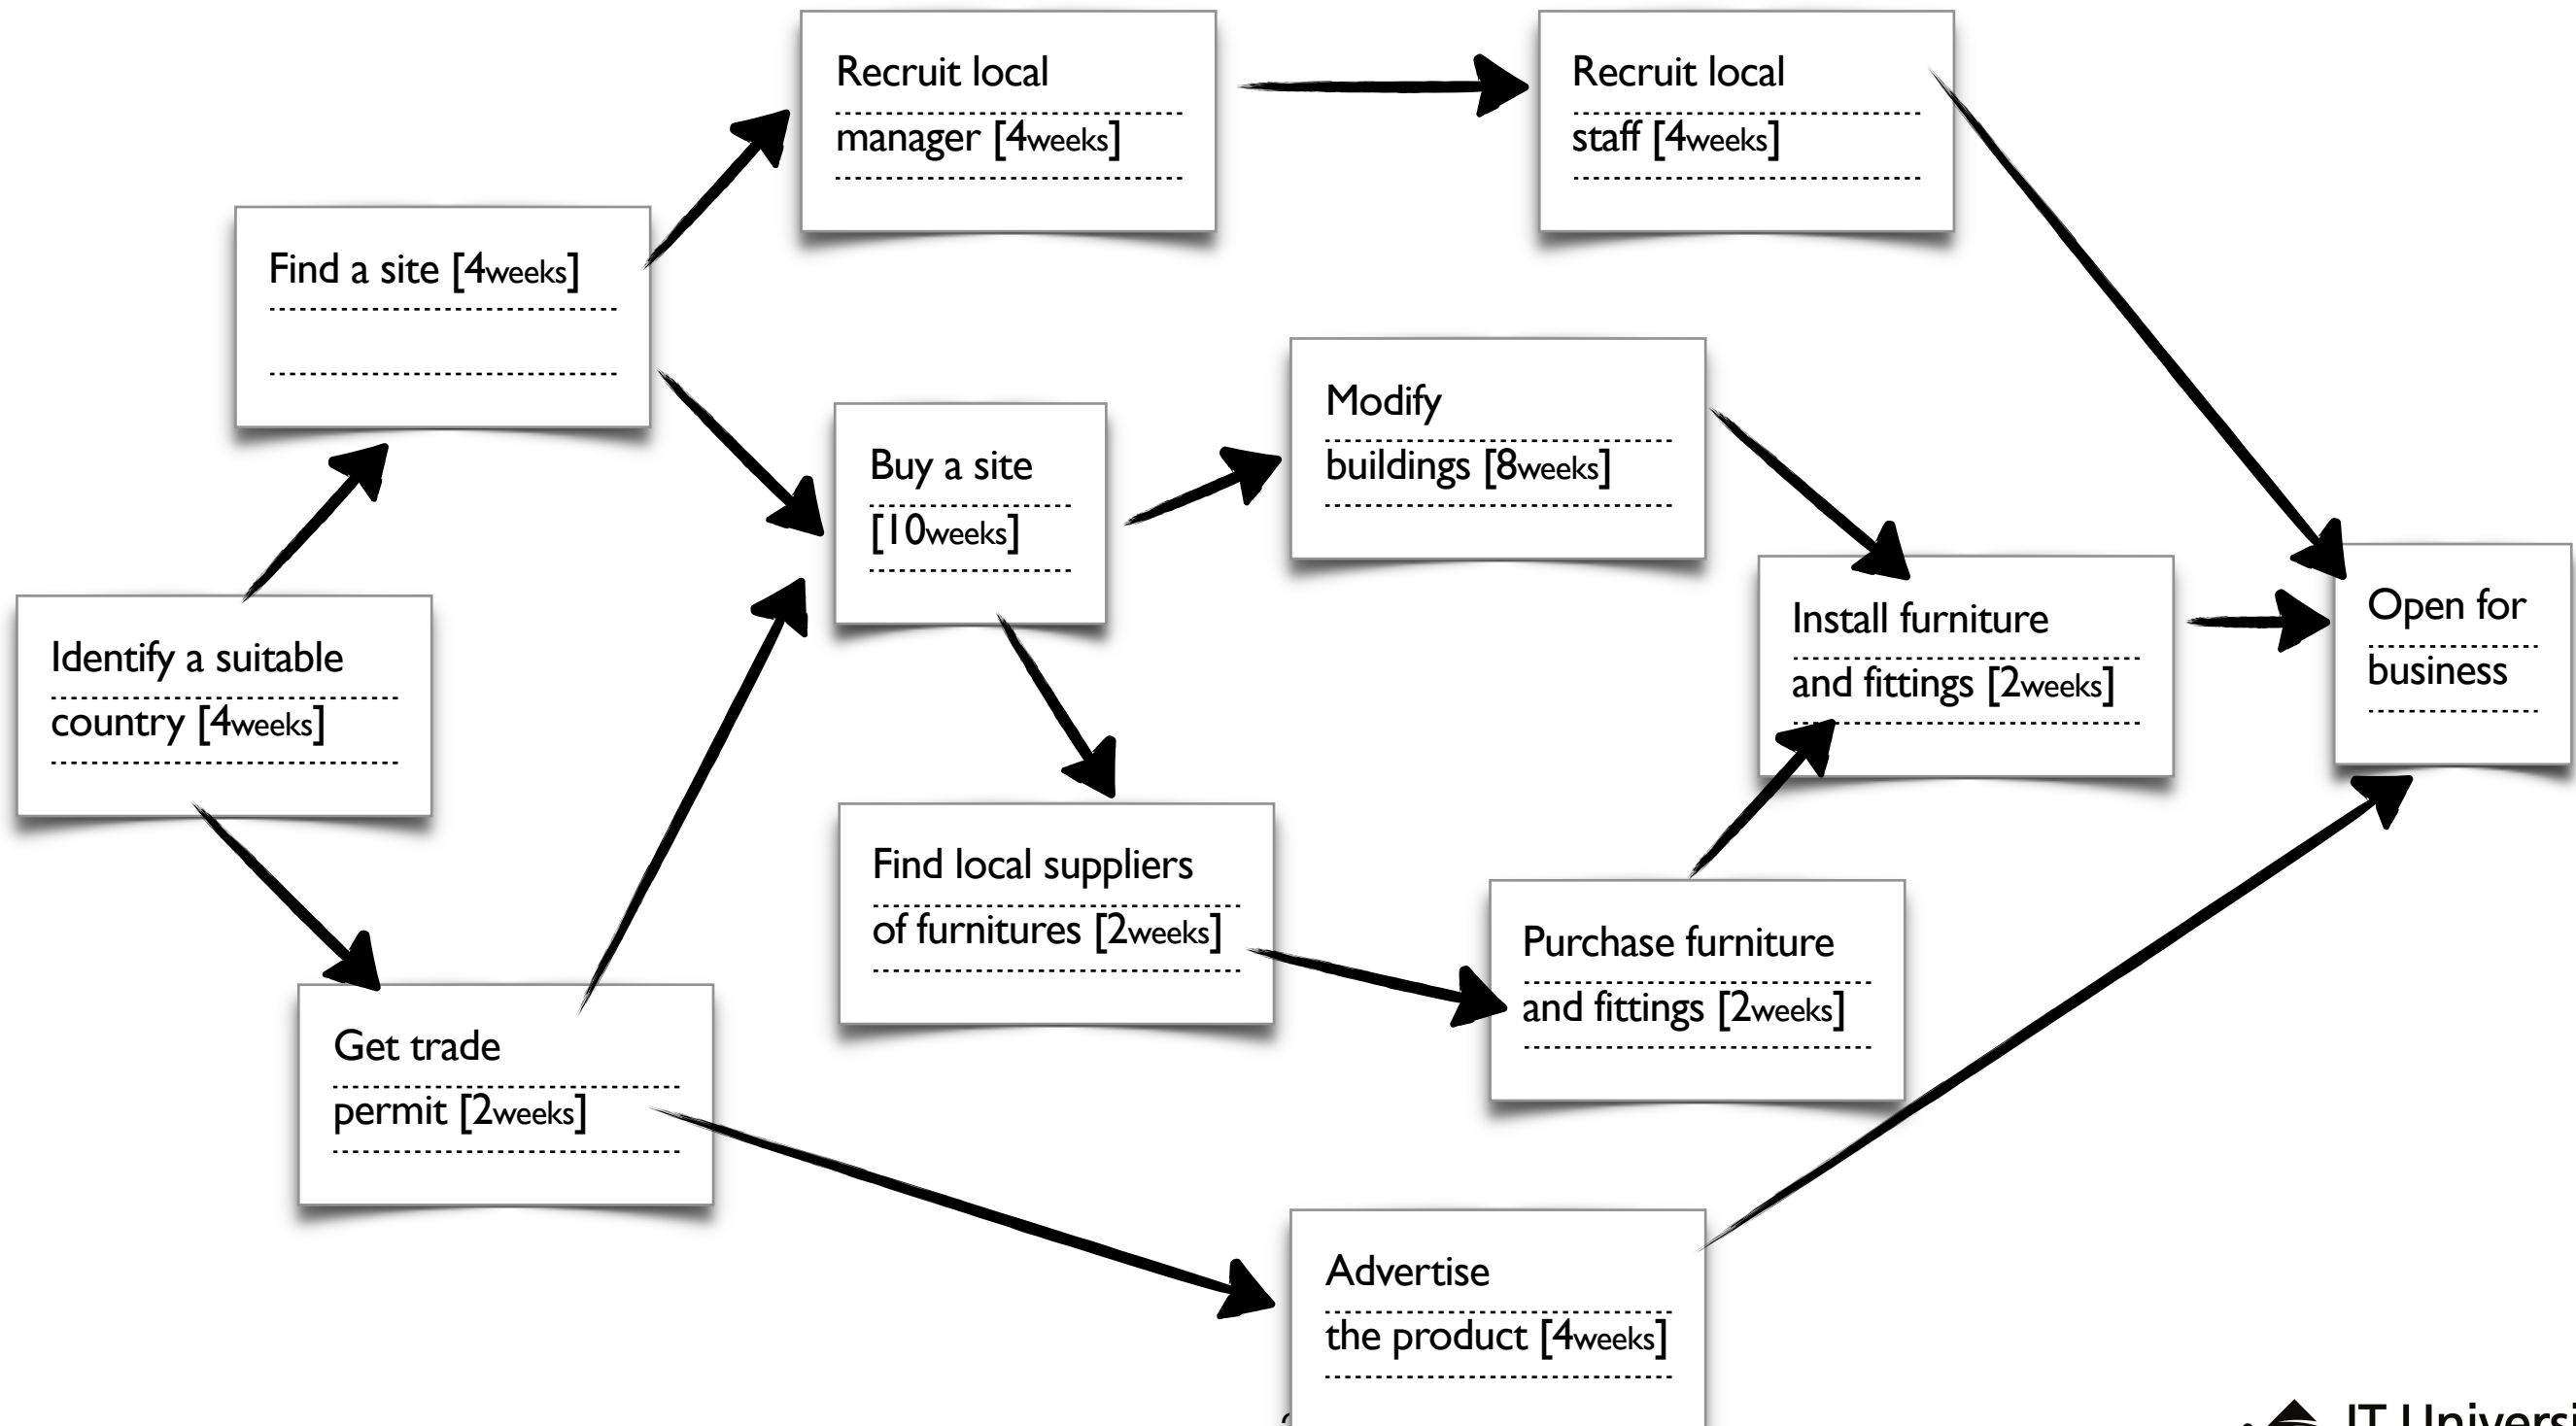 Recruit local
manager [4weeks]
Recruit local
staff [4weeks]
Find a site [4weeks]
Modify
buildings [8weeks]
Buy a site
[10weeks]
Identify a suitable
country [4weeks]
Install furniture
and fittings [2weeks]
Open for
business
Find local suppliers
of furnitures [2weeks]
Purchase furniture
and fittings [2weeks]
Get trade
permit [2weeks]
Advertise
the product [4weeks]
IT